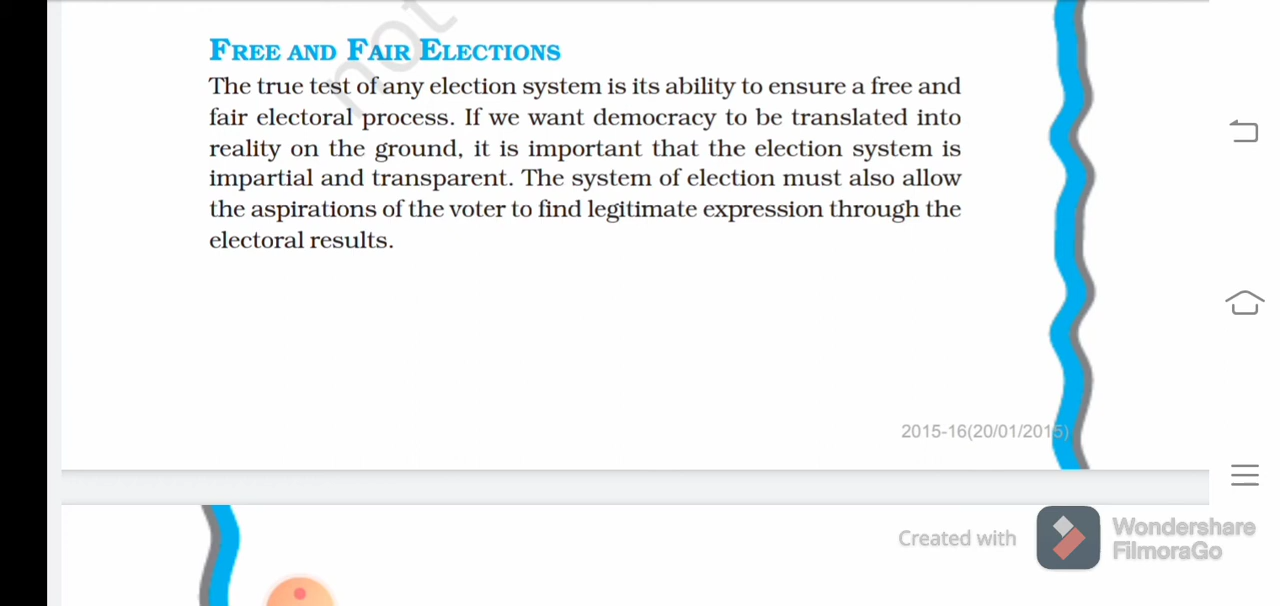 FREE AND FAIR ELECTIONS
The true test of any election system is its ability to ensure a free and
fair electoral process. If we want democracy to be translated into
reality on the ground, it is important that the election system is
impartial and transparent. The system of election must also allow
the aspirations of the voter to find legitimate expression through the
electoral results.
not
2015-16(20/01/2015)
Created with
Wondershare
FilmoraGo